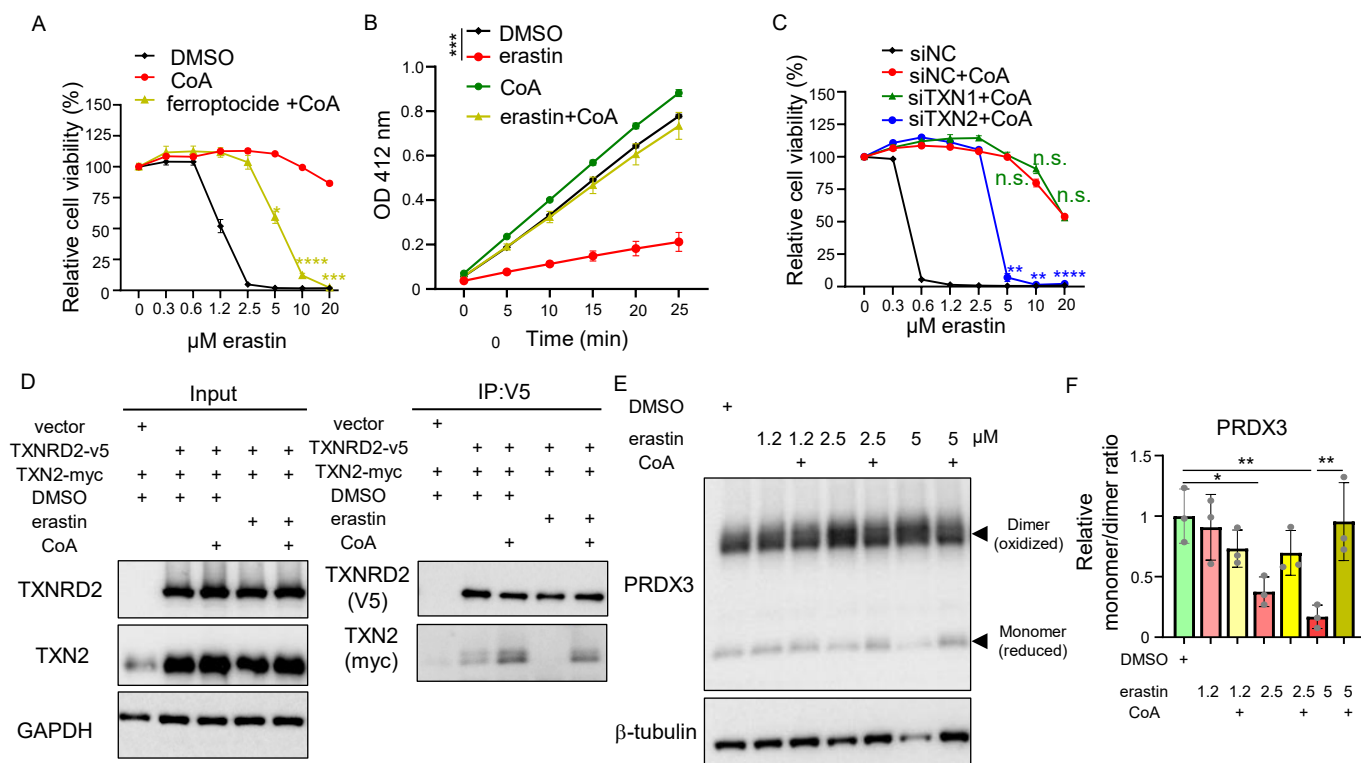 A
DMSO
CoA
ferroptocide +CoA
Relative cell viability (%)
150
125
100
75
50
25
0
0 0.3 0.6 1.2 2.5 5 10 20
* **** ***
µM erastin
B
***
DMSO
erastin
CoA
erastin+CoA
OD 412 nm
1.0
0.8
0.6
0.4
0.2
0
0 5 10 15 20 25
0 Time (min)
C
siNC
siNC+CoA
siTXN1+CoA
siTXN2+CoA
Relative cell viability (%)
150
125
100
75
50
25
0
n.s. n.s. n.s.
** ** ****
0 0.3 0.6 1.2 2.5 5 10 20
µM erastin
D
Input
vector +
TXNRD2-v5 + + + +
TXN2-myc + + + + +
DMSO + + +
erastin + +
CoA + +
TXNRD2
TXN2
GAPDH
IP:V5
vector +
TXNRD2-v5 + + + +
TXN2-myc + + + + +
DMSO + + +
erastin + +
CoA + +
TXNRD2
(V5)
TXN2
(myc)
E
DMSO +
erastin 1.2 1.2 2.5 2.5 5 5 µM
CoA + + +
PRDX3
Dimer
(oxidized)
Monomer
(reduced)
β-tubulin
F
PRDX3
Relative
monomer/dimer ratio
1.5
1.0
0.5
0
** * **
DMSO +
erastin 1.2 1.2 2.5 2.5 5 5
CoA + + +